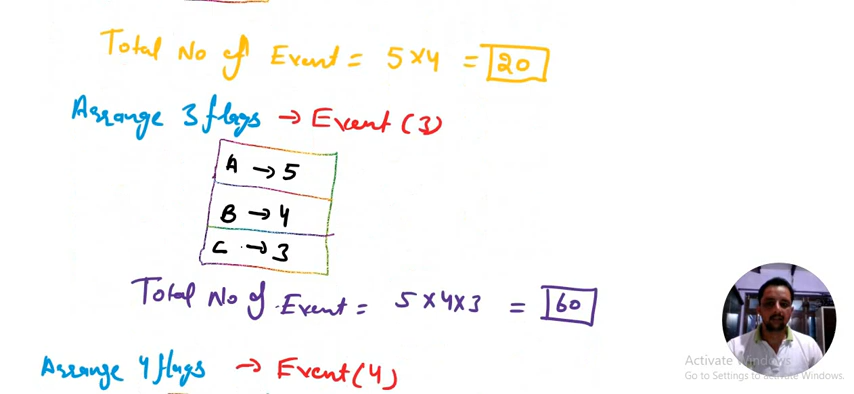 Total No of Event = 5×4 = 20
Arrange 3 flags → Event (3)
A → 5
B → 4
C → 3
Total No of Event = 5×4×3 = 60
Activate Windows
Go to Settings to activate Windows.
Arrange 4 flags → Event (4)